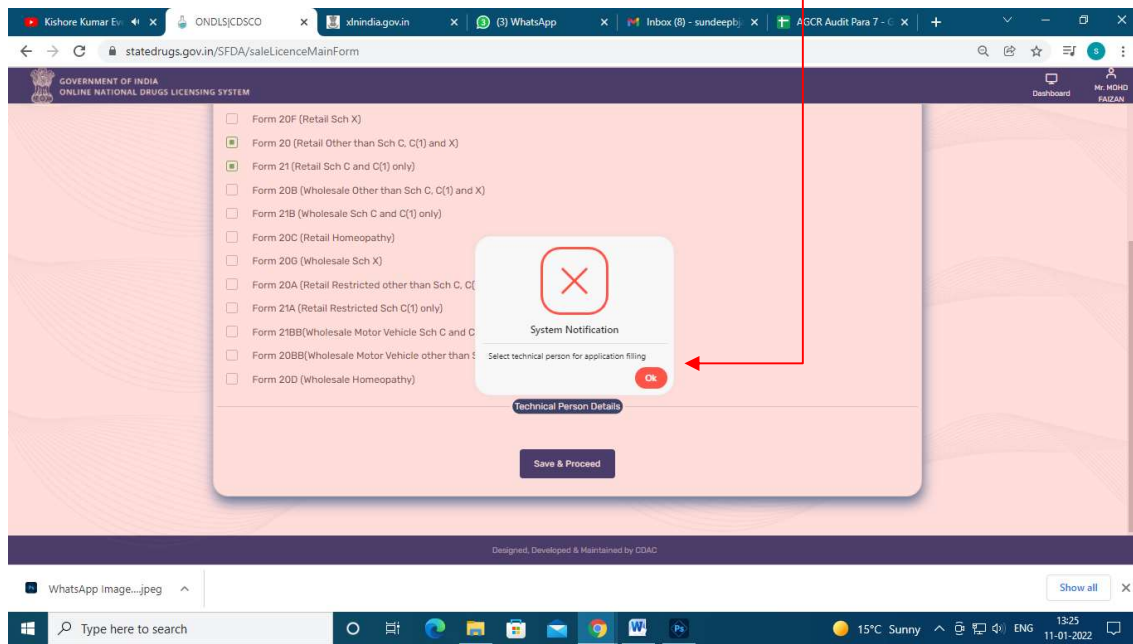 Kishore Kumar Ev
ONDLS|CDSCO
xlnindia.gov.in
(3) WhatsApp
Inbox (8) - sundeepbj
AGCR Audit Para 7 - G
statedrugs.gov.in/SFDA/saleLicenceMainForm
s
GOVERNMENT OF INDIA
ONLINE NATIONAL DRUGS LICENSING SYSTEM
Dashboard
Mr. MOHD
FAIZAN
Form 20F (Retail Sch X)
Form 20 (Retail Other than Sch C, C(1) and X)
Form 21 (Retail Sch C and C(1) only)
Form 20B (Wholesale Other than Sch C, C(1) and X)
Form 21B (Wholesale Sch C and C(1) only)
Form 20C (Retail Homeopathy)
Form 20G (Wholesale Sch X)
Form 20A (Retail Restricted other than Sch C, C(
Form 21A (Retail Restricted Sch C(1) only)
Form 21BB(Wholesale Motor Vehicle Sch C and C
Form 20BB(Wholesale Motor Vehicle other than S
Form 20D (Wholesale Homeopathy)
System Notification
Select technical person for application filling
Ok
Technical Person Details
Save & Proceed
Designed, Developed & Maintained by CDAC
WhatsApp Image....jpeg
Show all
Type here to search
15°C Sunny
ENG
13:25
11-01-2022